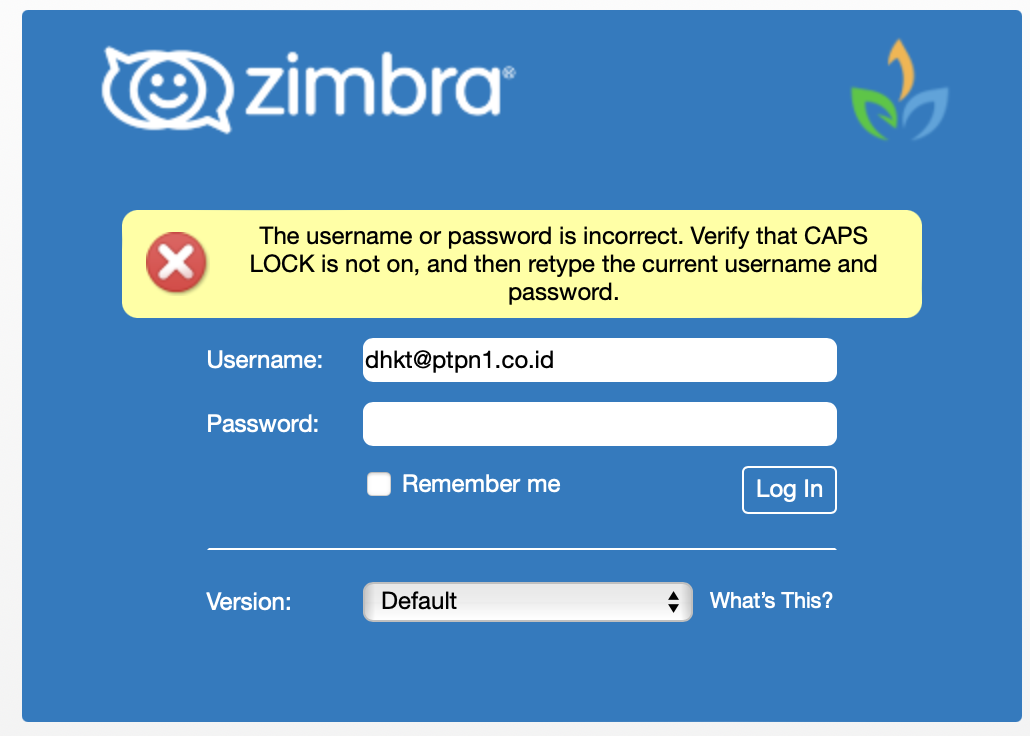 zimbra®
The username or password is incorrect. Verify that CAPS
LOCK is not on, and then retype the current username and
password.
Username: dhkt@ptpn1.co.id
Password:
Remember me
Log In
Version: Default What's This?